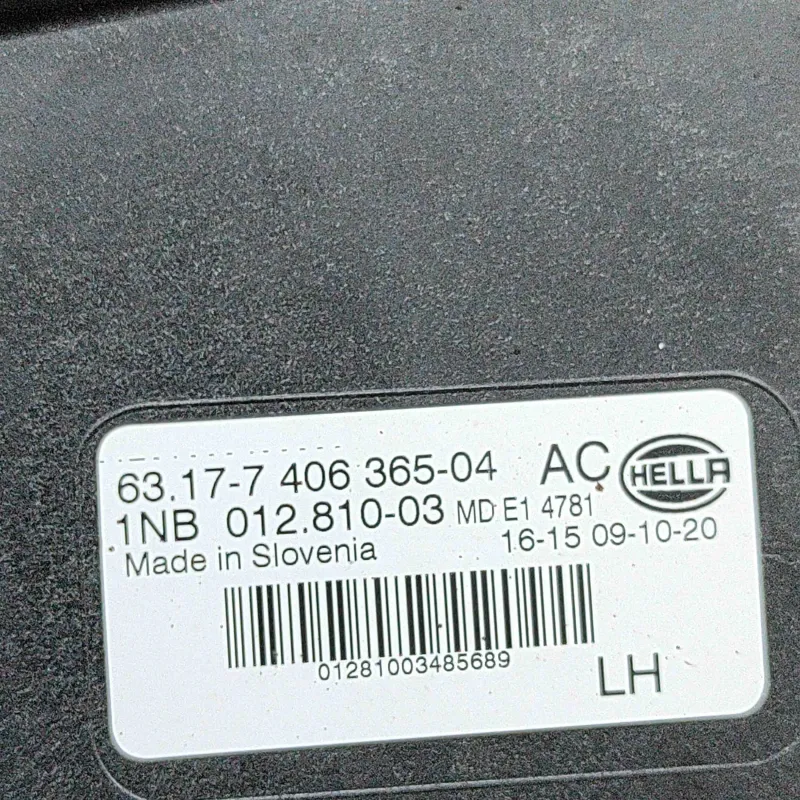 63.17-7 406 365-04 AC HELLA
1NB 012.810-03 MD E1 4781
Made in Slovenia 16-15 09-10-20
01281003485689
LH